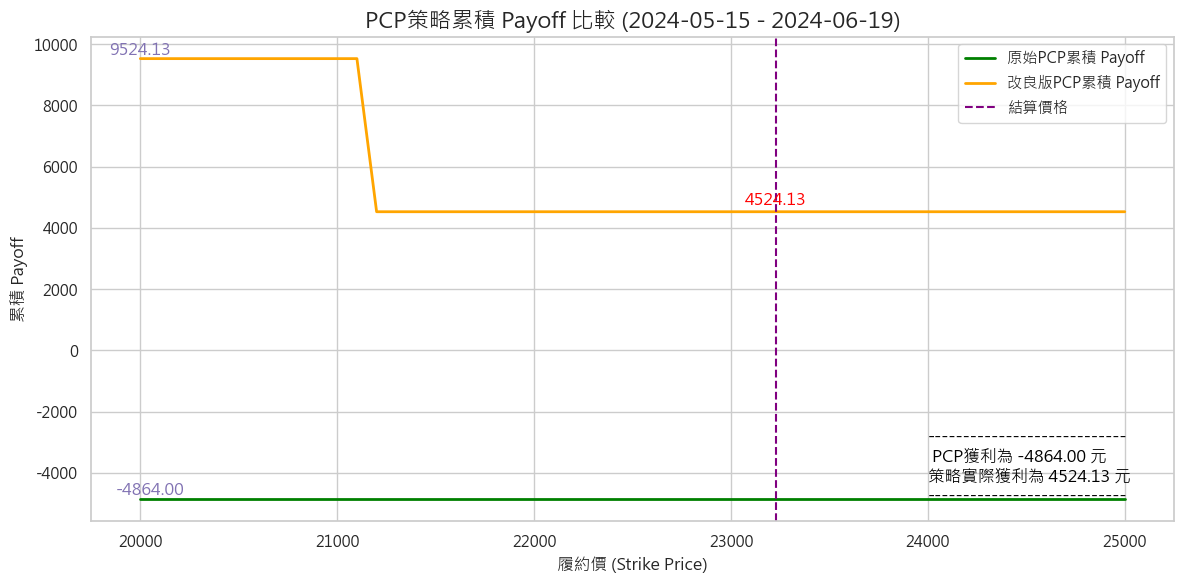 PCP策略累積 Payoff 比較 (2024-05-15 - 2024-06-19)
原始PCP累積 Payoff
改良版PCP累積 Payoff
結算價格
9524.13
4524.13
-4864.00
PCP獲利為 -4864.00 元
策略實際獲利為 4524.13 元
累積 Payoff
10000
8000
6000
4000
2000
0
-2000
-4000
20000
21000
22000
23000
24000
25000
履約價 (Strike Price)